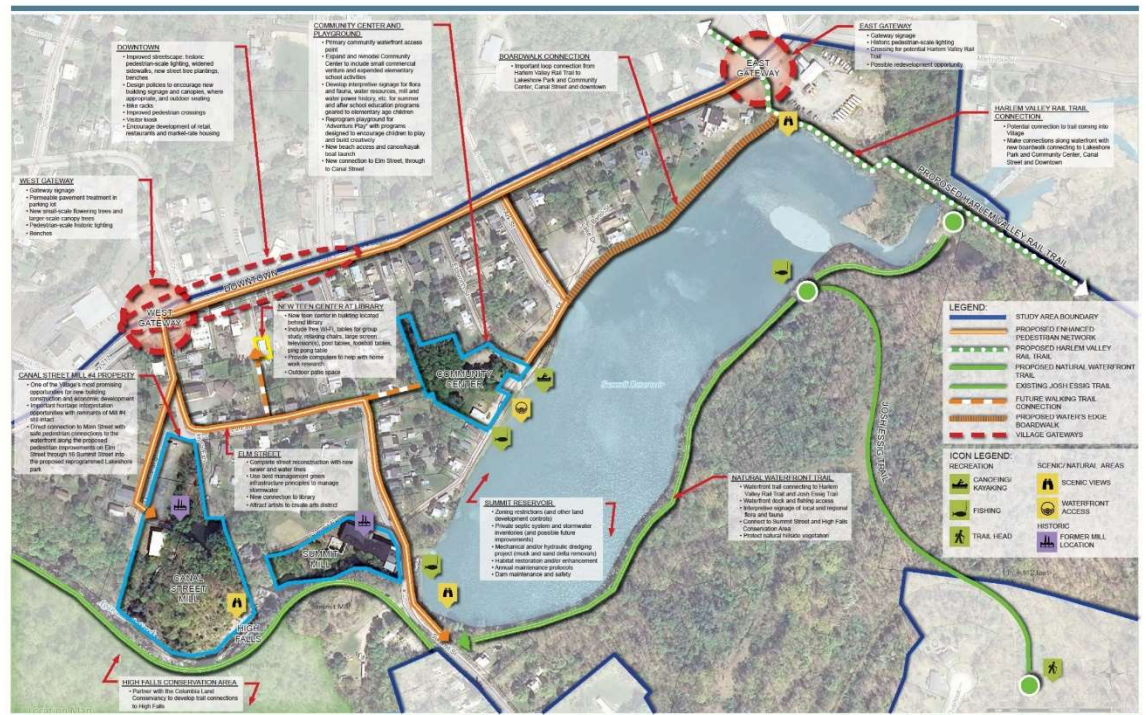 DOWNTOWN
• Improved streetscape: historic
pedestrian-scale lighting, widened
sidewalks, new street tree plantings,
benches
• Design policies to encourage new
building signage and canopies, where
appropriate, and outdoor seating
• Bike racks
• Improved pedestrian crossings
• Visitor kiosk
• Encourage development of retail,
restaurants and market-rate housing
COMMUNITY CENTER AND
PLAYGROUND
• Primary community waterfront access
point
• Expand and remodel Community
Center to include small commercial
venue and expanded elementary
school activities
• Develop interpretive signage for flora
and fauna, water resources, mill and
water power history, etc. for summer
and after school education programs
geared to elementary age children
• Reprogram playground for
"Adventure Play" with programs
designed to encourage children to play
and build creatively
• New beach access and canoe/kayak
boat launch
• New connection to Elm Street, through
to Canal Street
BOARDWALK CONNECTION
• Important loop connection from
Harlem Valley Rail Trail to
Lakeshore Park and Community
Center, Canal Street and downtown
EAST GATEWAY
• Gateway signage
• Historic pedestrian-scale lighting
• Crossing for potential Harlem Valley Rail
Trail
• Possible redevelopment opportunity
EAST
GATEWAY
HARLEM VALLEY RAIL TRAIL
CONNECTION
• Potential connection to trail coming into
Village
• Make connections along waterfront with
new boardwalk connecting to Lakeshore
Park and Community Center, Canal
Street and Downtown
PROPOSED HARLEM VALLEY RAIL TRAIL
WEST GATEWAY
• Gateway signage
• Permeable pavement treatment in
parking lot
• New small-scale flowering trees and
larger-scale canopy trees
• Pedestrian-scale historic lighting
• Benches
DOWNTOWN
WEST
GATEWAY
NEW TEEN CENTER AT LIBRARY
• New teen center in building located
behind library
• Include free Wi-Fi, tables for group
study, relaxing chairs, large screen
television(s), pool tables, foosball tables,
ping pong table
• Provide computers to help with home
work research
• Outdoor patio space
COMMUNITY
CENTER
Summit Reservoir
CANAL STREET MILL #4 PROPERTY
• One of the Village's most promising
opportunities for new building
construction and economic development
• Important heritage interpretation
opportunities with remnants of Mill #4
still intact
• Direct connection to Main Street with
safe pedestrian connections to the
waterfront along the proposed
pedestrian improvements on Elm
Street through 16 Summit Street into
the proposed reprogrammed Lakeshore
park
ELM STREET
• Complete street reconstruction with new
sewer and water lines
• Use best management green
infrastructure principles to manage
stormwater
• New connection to library
• Attract artists to create arts district
SUMMIT RESERVOIR
• Zoning restrictions (and other land
development controls)
• Private septic system and stormwater
inventories (and possible future
improvements)
• Mechanical and/or hydraulic dredging
project (muck and sand delta removals)
• Habitat restoration and/or enhancement
• Annual maintenance protocols
• Dam maintenance and safety
NATURAL WATERFRONT TRAIL
• Waterfront trail connecting to Harlem
Valley Rail Trail and Josh Essig Trail
• Waterfront dock and fishing access
• Interpretive signage of local and regional
flora and fauna
• Connect to Summit Street and High Falls
Conservation Area
• Protect natural hillside vegetation
JOSH ESSIG TRAIL
SUMMIT
MILL
CANAL
STREET
MILL
HIGH
FALLS
HIGH FALLS CONSERVATION AREA
• Partner with the Columbia Land
Conservancy to develop trail connections
to High Falls
LEGEND:
STUDY AREA BOUNDARY
PROPOSED ENHANCED
PEDESTRIAN NETWORK
PROPOSED HARLEM VALLEY
RAIL TRAIL
PROPOSED NATURAL WATERFRONT
TRAIL
EXISTING JOSH ESSIG TRAIL
FUTURE WALKING TRAIL
CONNECTION
PROPOSED WATER'S EDGE
BOARDWALK
VILLAGE GATEWAYS
ICON LEGEND:
RECREATION
CANOEING/
KAYAKING
FISHING
TRAIL HEAD
SCENIC/NATURAL AREAS
SCENIC VIEWS
WATERFRONT
ACCESS
HISTORIC
FORMER MILL
LOCATION